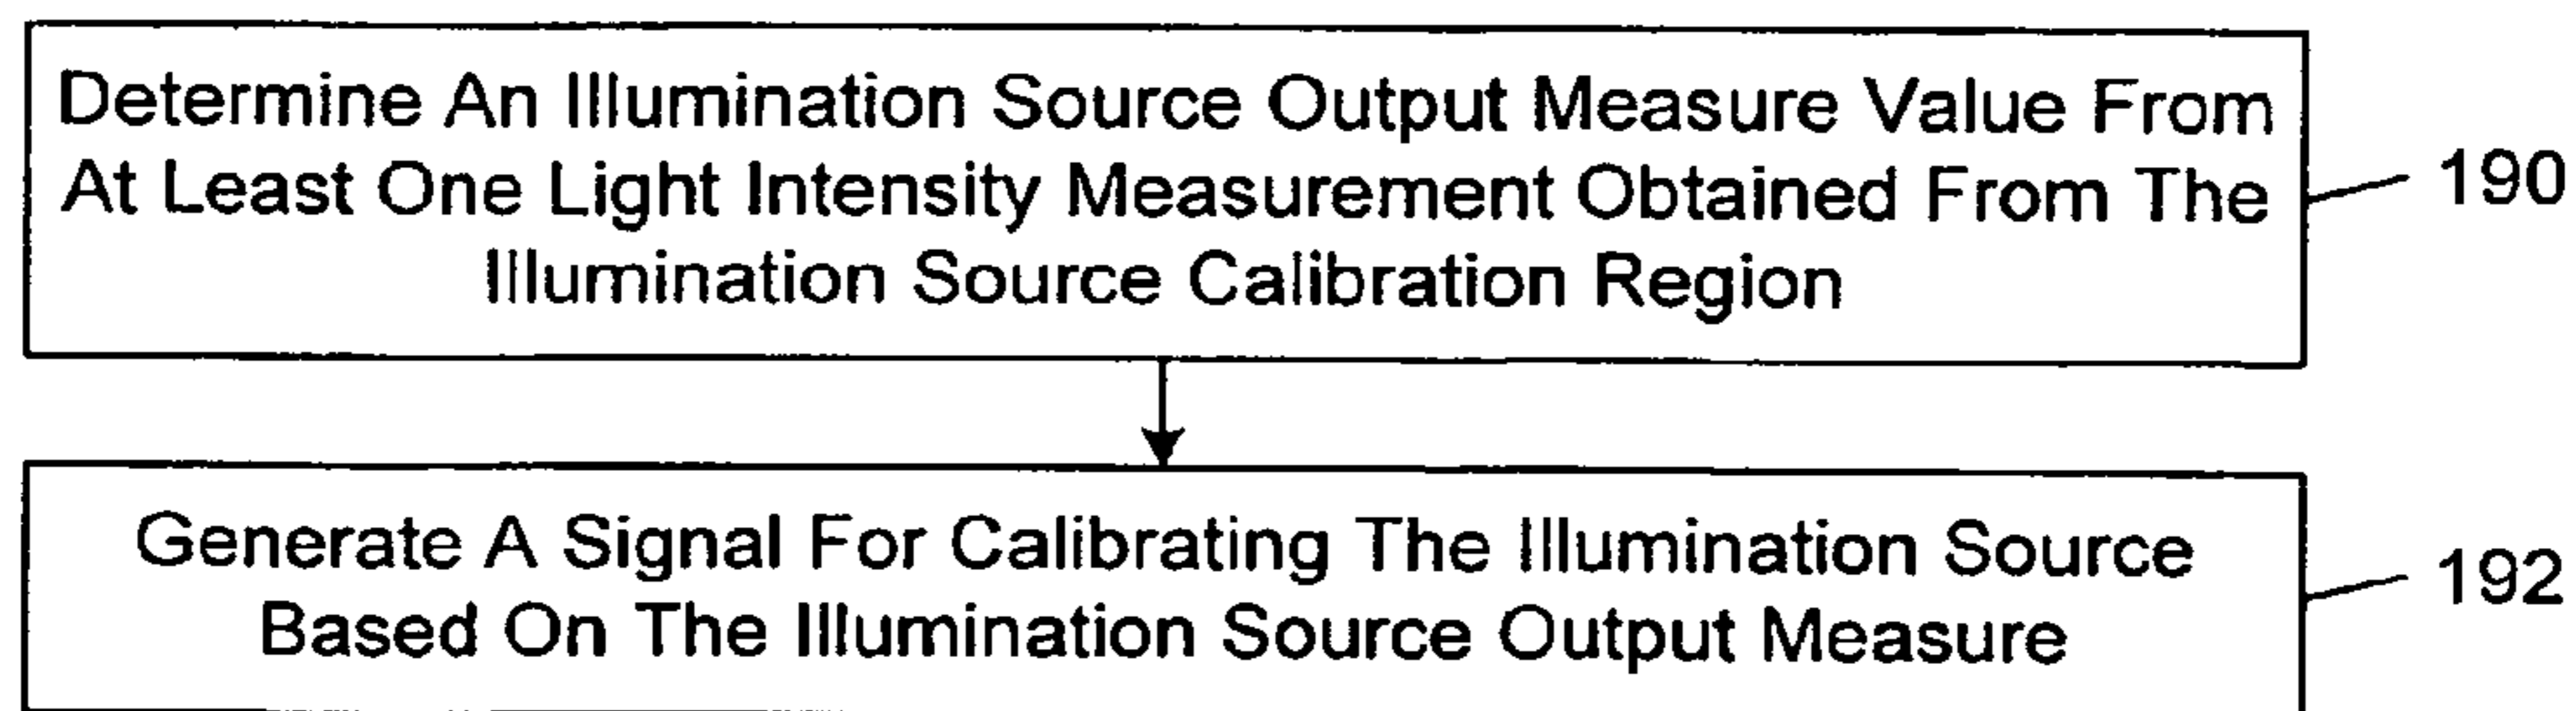 Determine An Illumination Source Output Measure Value From
At Least One Light Intensity Measurement Obtained From The
Illumination Source Calibration Region
190
Generate A Signal For Calibrating The Illumination Source
Based On The Illumination Source Output Measure
192